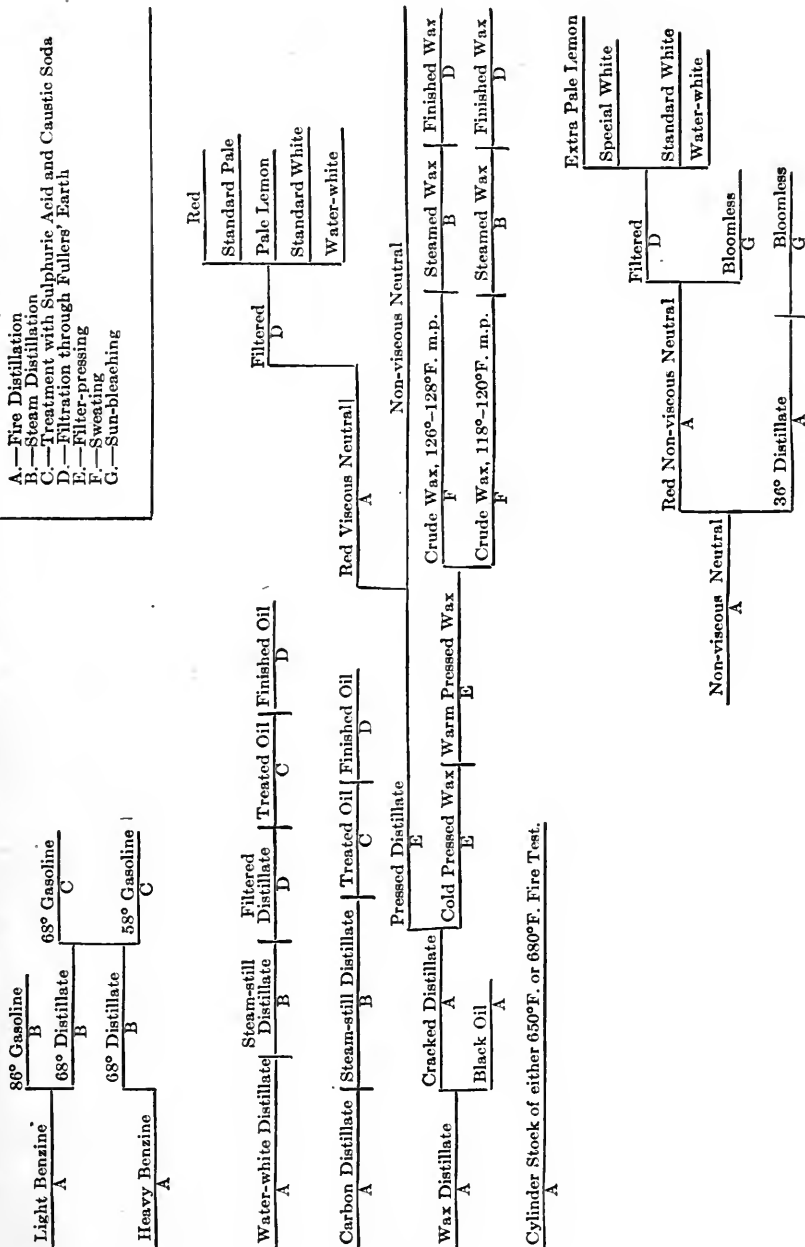 A.—Fire Distillation
B.—Steam Distillation
C.—Treatment with Sulphuric Acid and Caustic Soda
D.—Filtration through Fullers' Earth
E.—Filter-pressing
F.—Sweating
G.—Sun-bleaching
Light Benzine
A
86° Gasoline
B
68° Distillate
B
68° Gasoline
C
Heavy Benzine
A
68° Distillate
B
58° Gasoline
C
Water-white Distillate
A
Steam-still
Distillate
B
Filtered
Distillate
D
Treated Oil
C
Finished Oil
D
Carbon Distillate
A
Steam-still Distillate
B
Treated Oil
C
Finished Oil
D
Wax Distillate
A
Cracked Distillate
A
Black Oil
A
Pressed Distillate
E
Red Viscous Neutral
A
Filtered
D
Red
Standard Pale
Pale Lemon
Standard White
Water-white
Non-viscous Neutral
Cold Pressed Wax
E
Warm Pressed Wax
E
Crude Wax, 126°–128°F. m.p.
F
Steamed Wax
B
Finished Wax
D
Crude Wax, 118°–120°F. m.p.
F
Steamed Wax
B
Finished Wax
D
Cylinder Stock of either 650°F. or 680°F. Fire Test.
A
Non-viscous Neutral
A
Red Non-viscous Neutral
A
Filtered
D
Extra Pale Lemon
Special White
Standard White
Water-white
Bloomless
G
36° Distillate
A
Bloomless
G